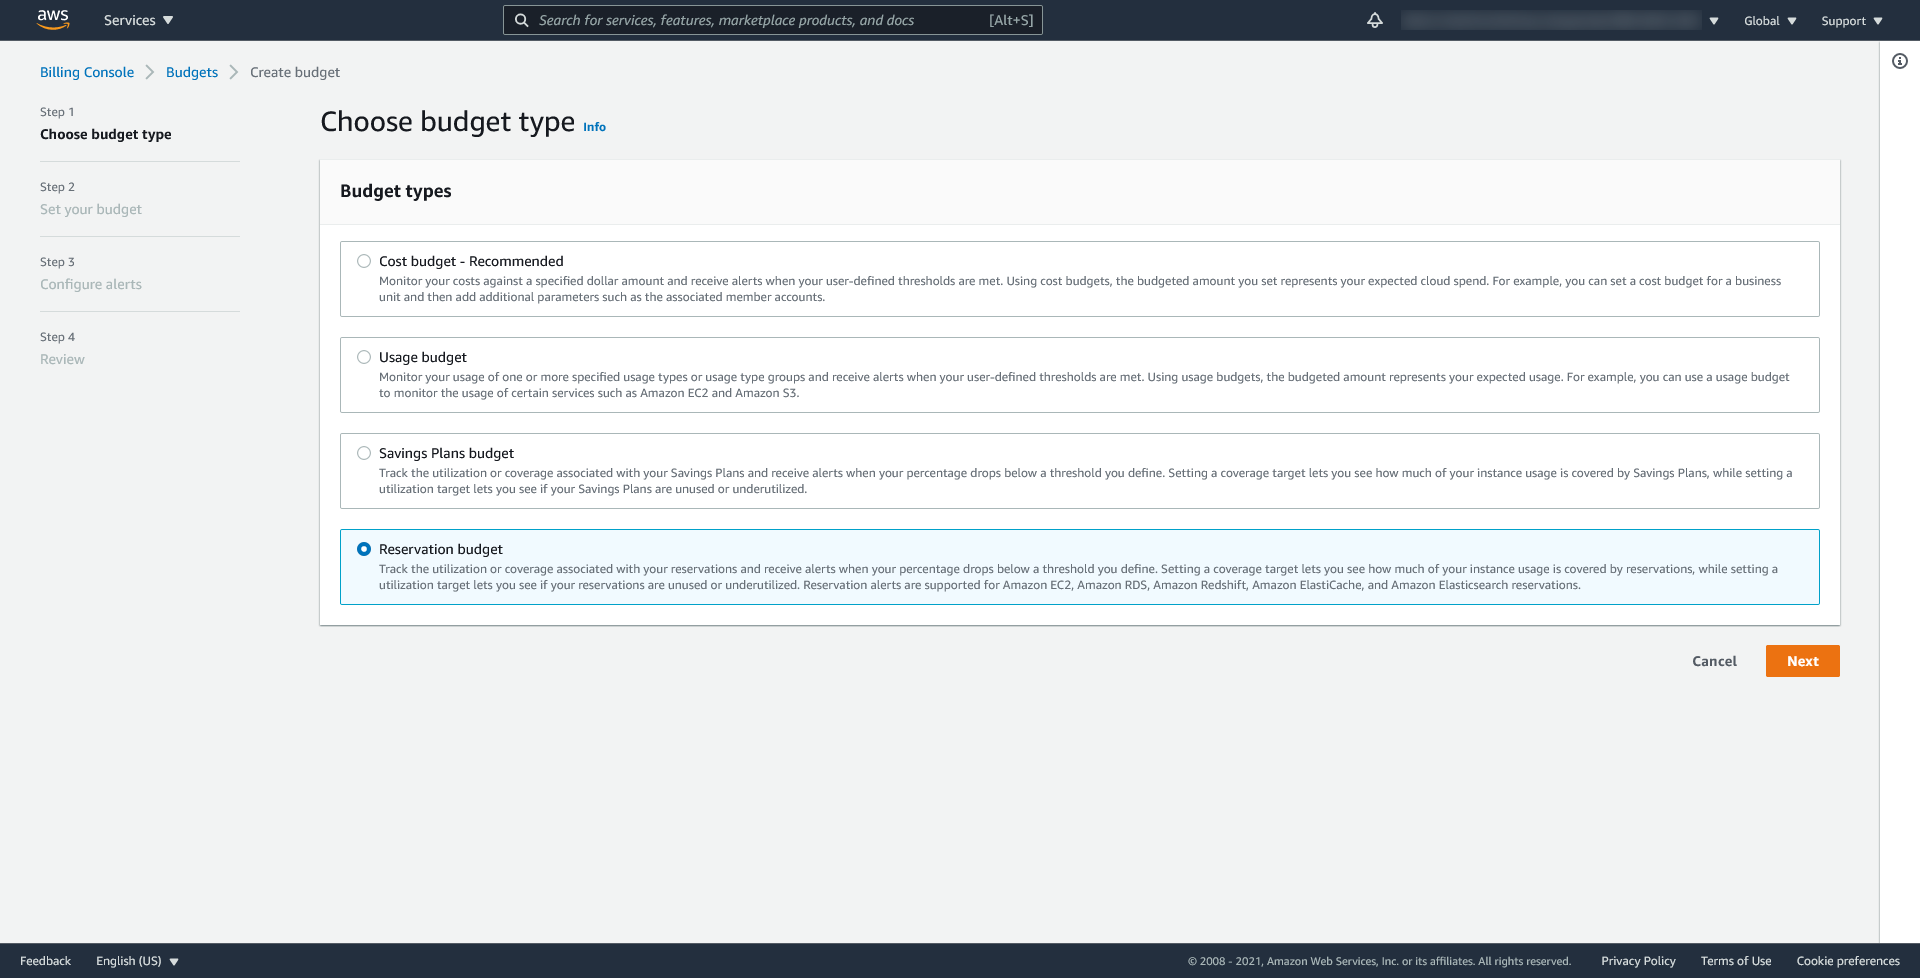 aws
Services
Search for services, features, marketplace products, and docs [Alt+S]
Global
Support
Billing Console
Budgets
Create budget
Step 1
Choose budget type
Step 2
Set your budget
Step 3
Configure alerts
Step 4
Review
Choose budget type Info
Budget types
Cost budget - Recommended
Monitor your costs against a specified dollar amount and receive alerts when your user-defined thresholds are met. Using cost budgets, the budgeted amount you set represents your expected cloud spend. For example, you can set a cost budget for a business
unit and then add additional parameters such as the associated member accounts.
Usage budget
Monitor your usage of one or more specified usage types or usage type groups and receive alerts when your user-defined thresholds are met. Using usage budgets, the budgeted amount represents your expected usage. For example, you can use a usage budget
to monitor the usage of certain services such as Amazon EC2 and Amazon S3.
Savings Plans budget
Track the utilization or coverage associated with your Savings Plans and receive alerts when your percentage drops below a threshold you define. Setting a coverage target lets you see how much of your instance usage is covered by Savings Plans, while setting a
utilization target lets you see if your Savings Plans are unused or underutilized.
Reservation budget
Track the utilization or coverage associated with your reservations and receive alerts when your percentage drops below a threshold you define. Setting a coverage target lets you see how much of your instance usage is covered by reservations, while setting a
utilization target lets you see if your reservations are unused or underutilized. Reservation alerts are supported for Amazon EC2, Amazon RDS, Amazon Redshift, Amazon ElastiCache, and Amazon Elasticsearch reservations.
Cancel
Next
Feedback
English (US)
© 2008 - 2021, Amazon Web Services, Inc. or its affiliates. All rights reserved.
Privacy Policy
Terms of Use
Cookie preferences